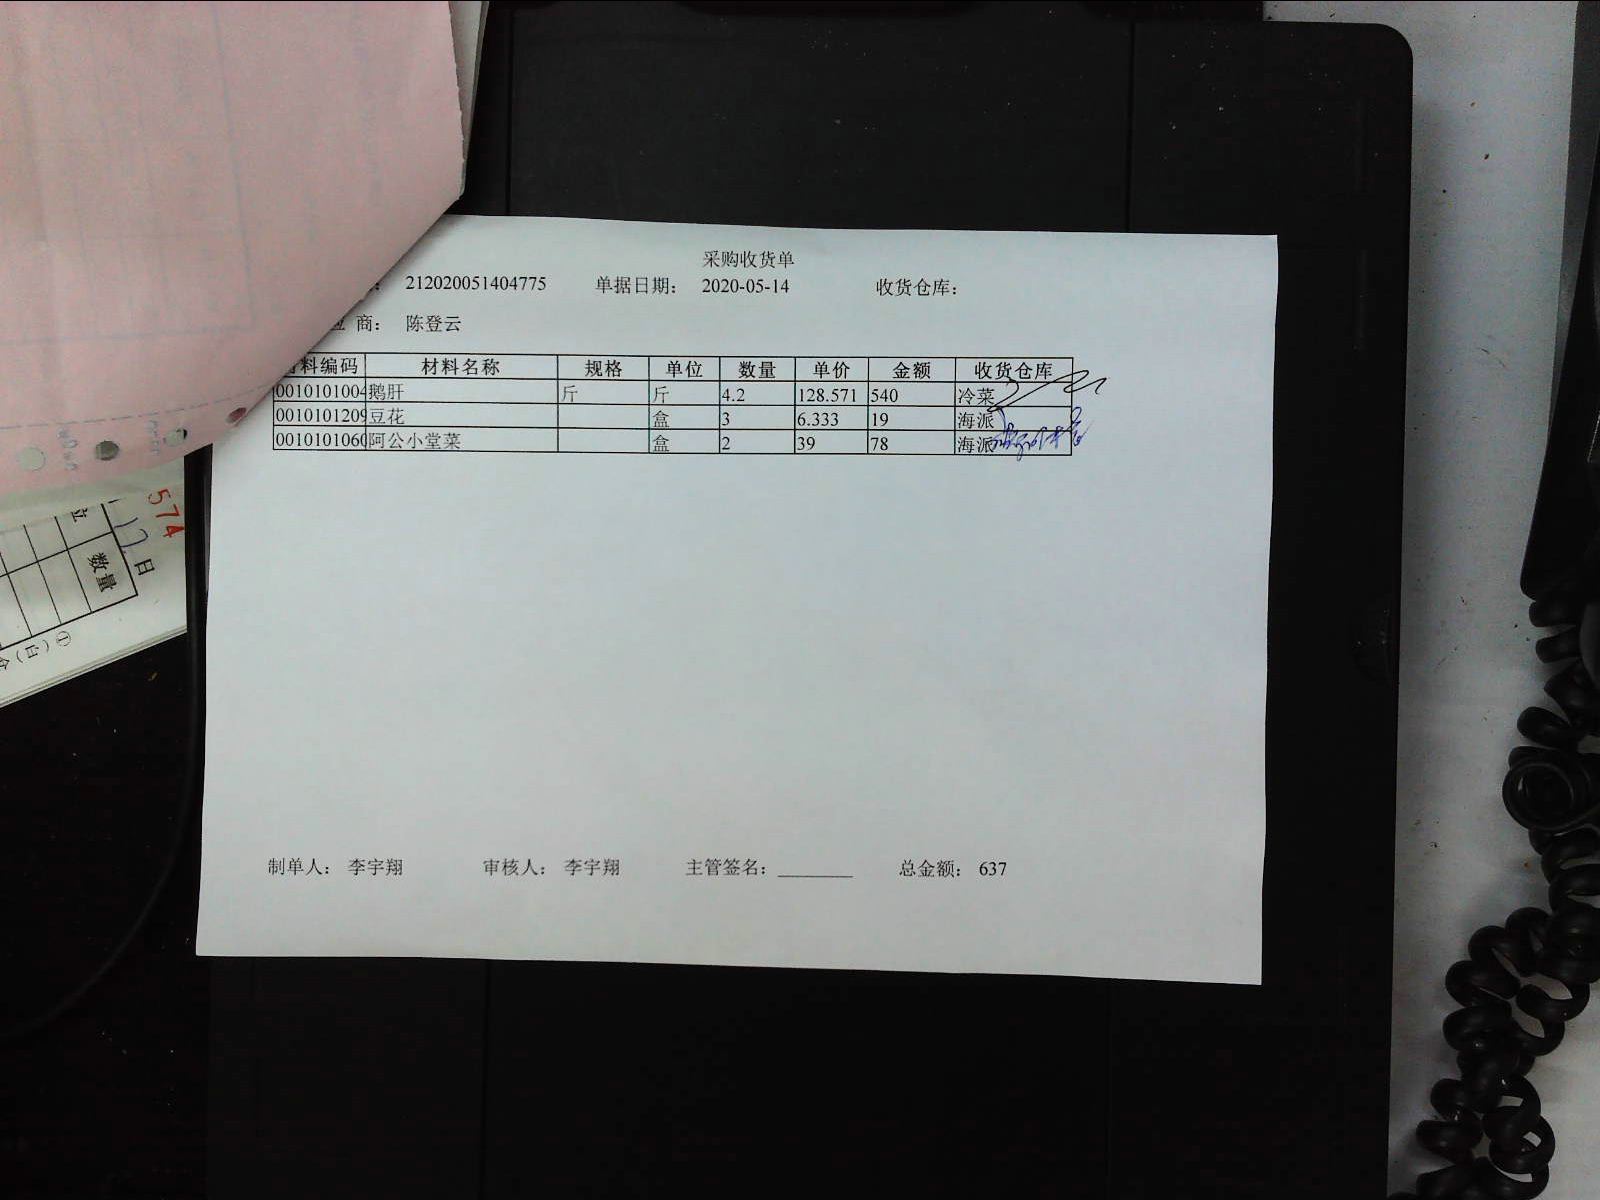 采购收货单
212020051404775 单据日期： 2020-05-14 收货仓库：
商： 陈登云
料编码 材料名称 规格 单位 数量 单价 金额 收货仓库
0010101004 鹅肝 斤 斤 4.2 128.571 540 冷菜
0010101209 豆花 盒 3 6.333 19 海派
0010101060 阿公小堂菜 盒 2 39 78 海派
制单人： 李宇翔 审核人： 李宇翔 主管签名： 总金额： 637
574
17 日
数量
①(白)